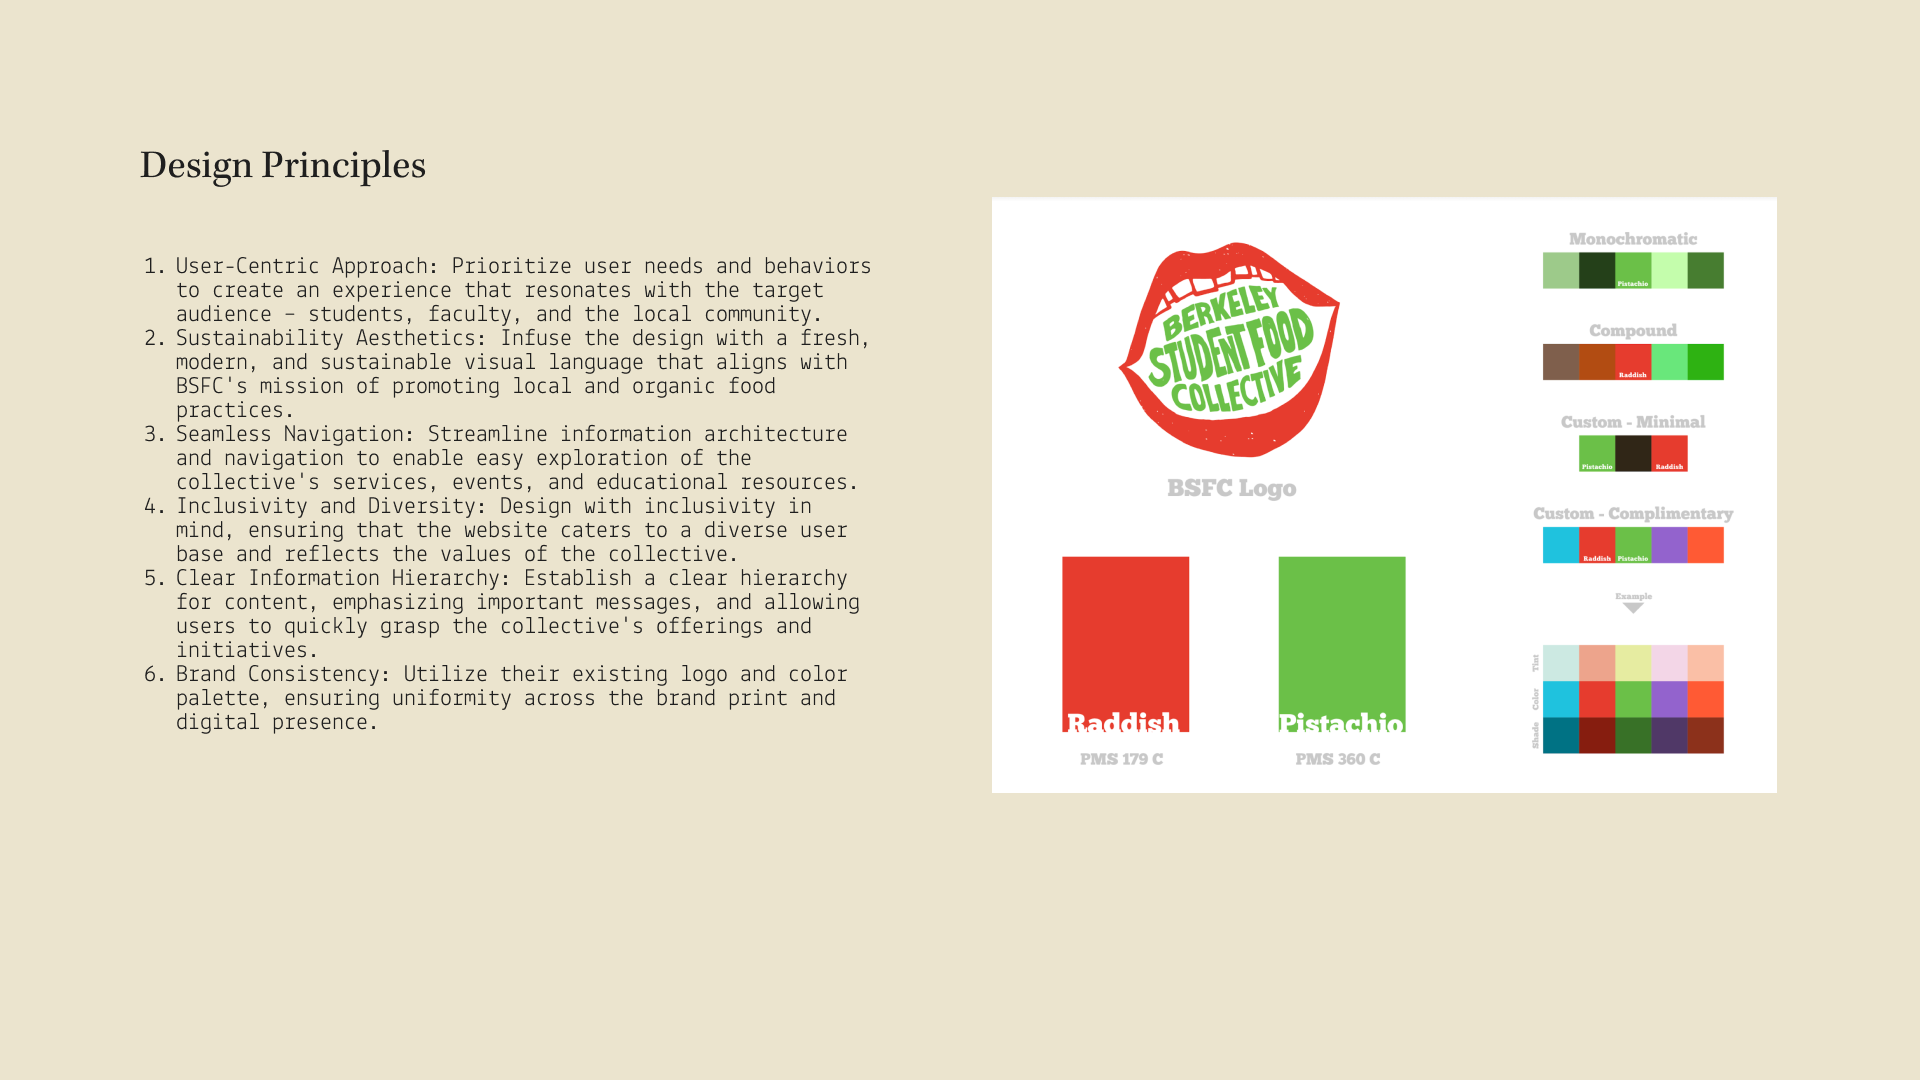 Design Principles
1. User-Centric Approach: Prioritize user needs and behaviors
to create an experience that resonates with the target
audience – students, faculty, and the local community.
2. Sustainability Aesthetics: Infuse the design with a fresh,
modern, and sustainable visual language that aligns with
BSFC's mission of promoting local and organic food
practices.
3. Seamless Navigation: Streamline information architecture
and navigation to enable easy exploration of the
collective's services, events, and educational resources.
4. Inclusivity and Diversity: Design with inclusivity in
mind, ensuring that the website caters to a diverse user
base and reflects the values of the collective.
5. Clear Information Hierarchy: Establish a clear hierarchy
for content, emphasizing important messages, and allowing
users to quickly grasp the collective's offerings and
initiatives.
6. Brand Consistency: Utilize their existing logo and color
palette, ensuring uniformity across the brand print and
digital presence.
BERKELEY
STUDENT FOOD
COLLECTIVE
BSFC Logo
Raddish
Pistachio
PMS 179 C
PMS 360 C
Monochromatic
Pistachio
Compound
Raddish
Custom - Minimal
Pistachio
Raddish
Custom - Complimentary
Raddish
Pistachio
Example
Tint
Color
Shade